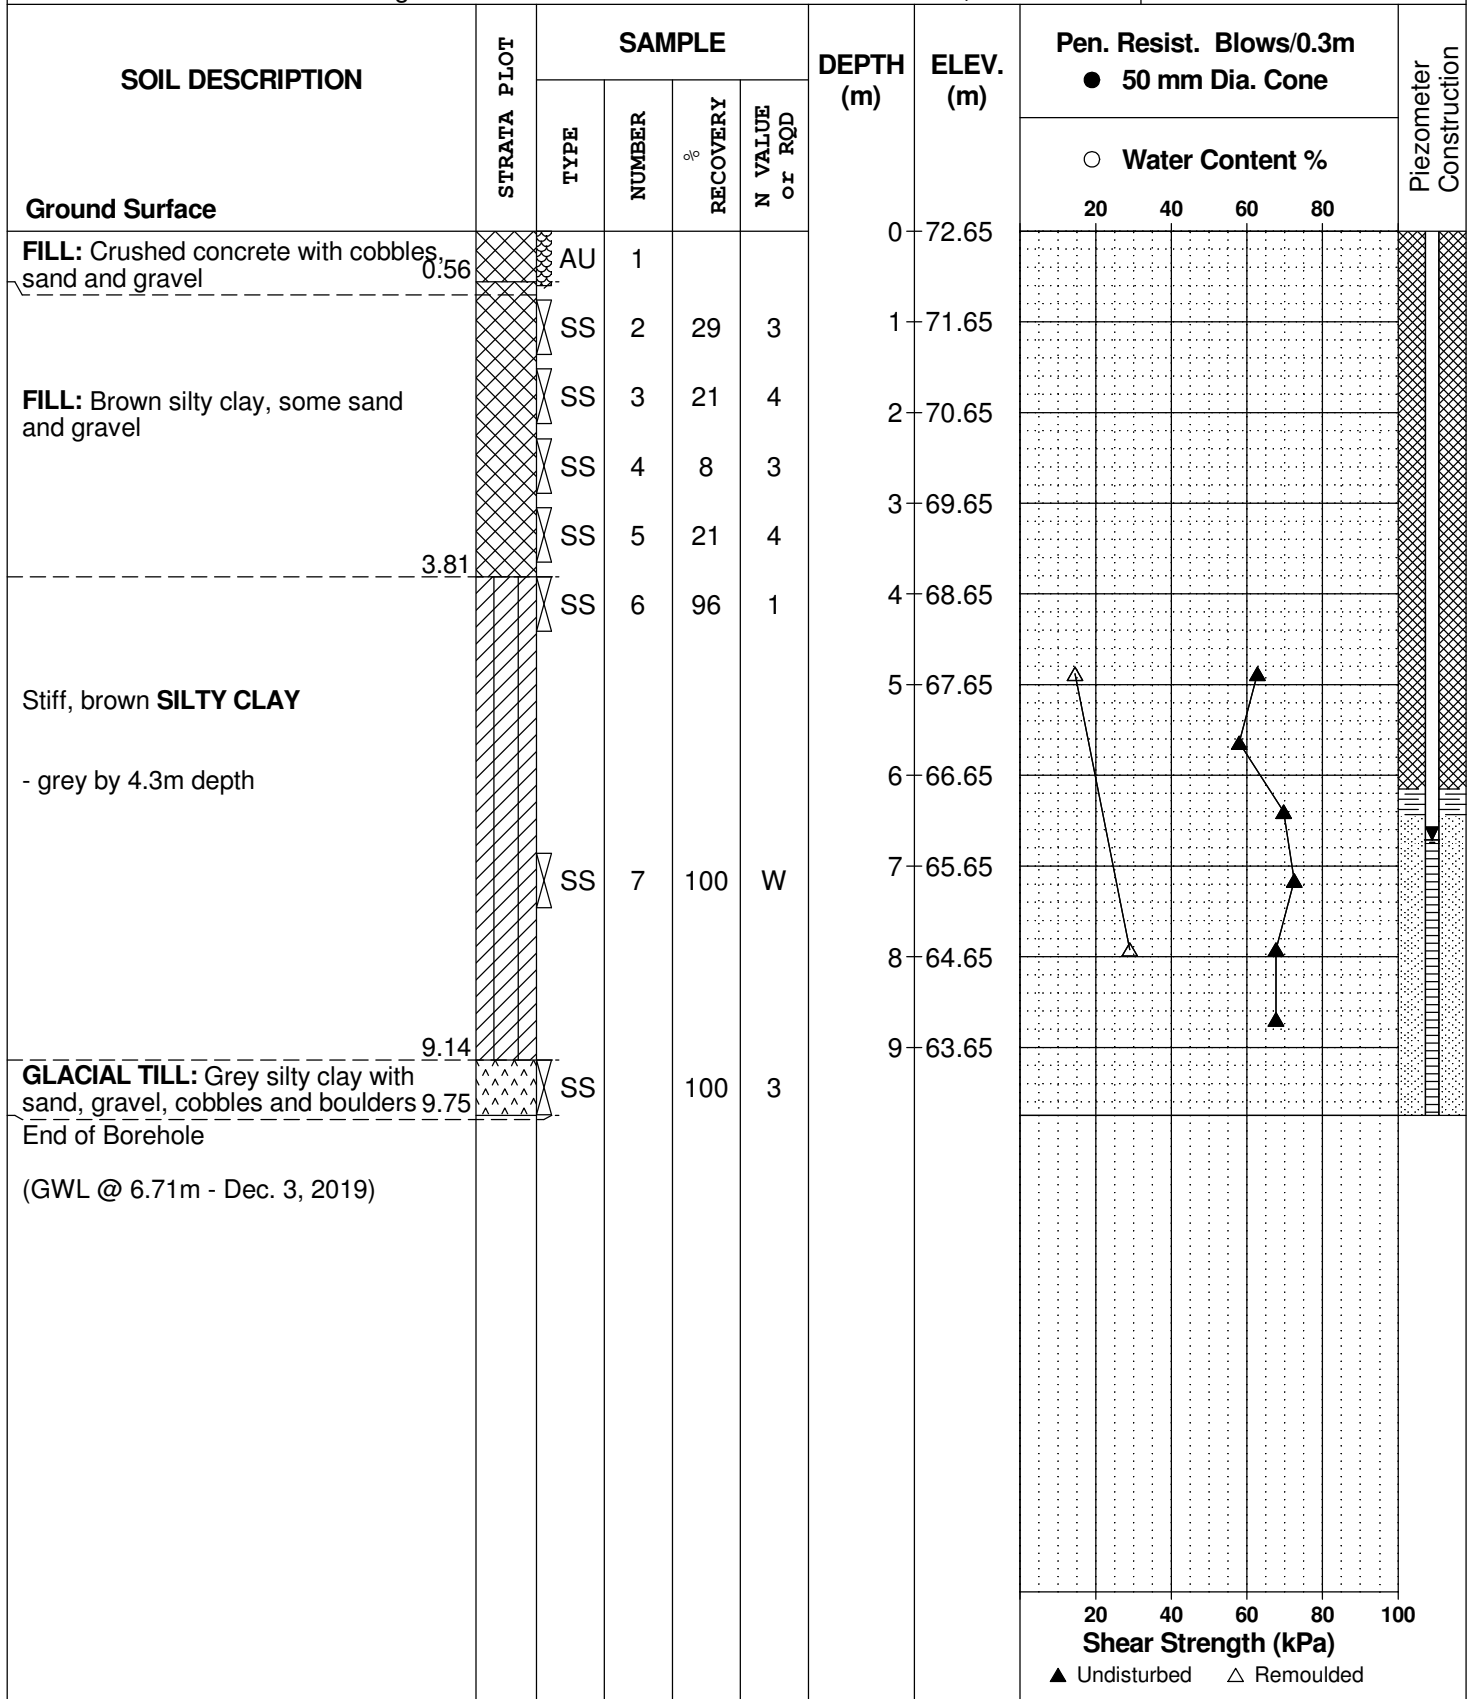 SOIL DESCRIPTION
STRATA PLOT
SAMPLE
TYPE
NUMBER
% RECOVERY
N VALUE or RQD
DEPTH (m)
ELEV. (m)
Pen. Resist. Blows/0.3m
● 50 mm Dia. Cone
○ Water Content %
20 40 60 80
Piezometer Construction
Ground Surface
0 72.65
FILL: Crushed concrete with cobbles,
sand and gravel 0.56
AU 1
SS 2 29 3
1 71.65
FILL: Brown silty clay, some sand
and gravel
SS 3 21 4
2 70.65
SS 4 8 3
3 69.65
SS 5 21 4
3.81
SS 6 96 1
4 68.65
Stiff, brown SILTY CLAY
5 67.65
- grey by 4.3m depth
6 66.65
SS 7 100 W
7 65.65
8 64.65
9.14
9 63.65
GLACIAL TILL: Grey silty clay with
sand, gravel, cobbles and boulders 9.75
SS 100 3
End of Borehole
(GWL @ 6.71m - Dec. 3, 2019)
20 40 60 80 100
Shear Strength (kPa)
▲ Undisturbed △ Remoulded